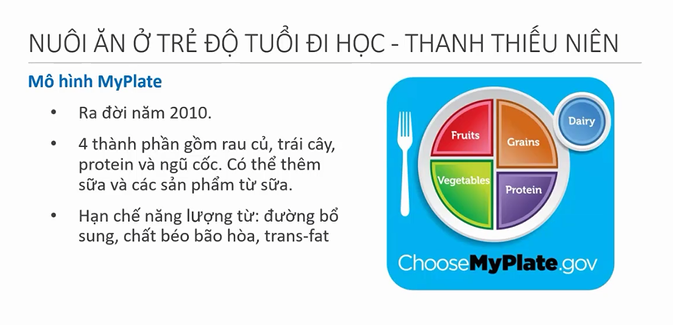 NUÔI ĂN Ở TRẺ ĐỘ TUỔI ĐI HỌC - THANH THIẾU NIÊN
Mô hình MyPlate
• Ra đời năm 2010.
• 4 thành phần gồm rau củ, trái cây,
protein và ngũ cốc. Có thể thêm
sữa và các sản phẩm từ sữa.
• Hạn chế năng lượng từ: đường bổ
sung, chất béo bão hòa, trans-fat
Dairy
Fruits
Grains
Vegetables
Protein
ChooseMyPlate.gov